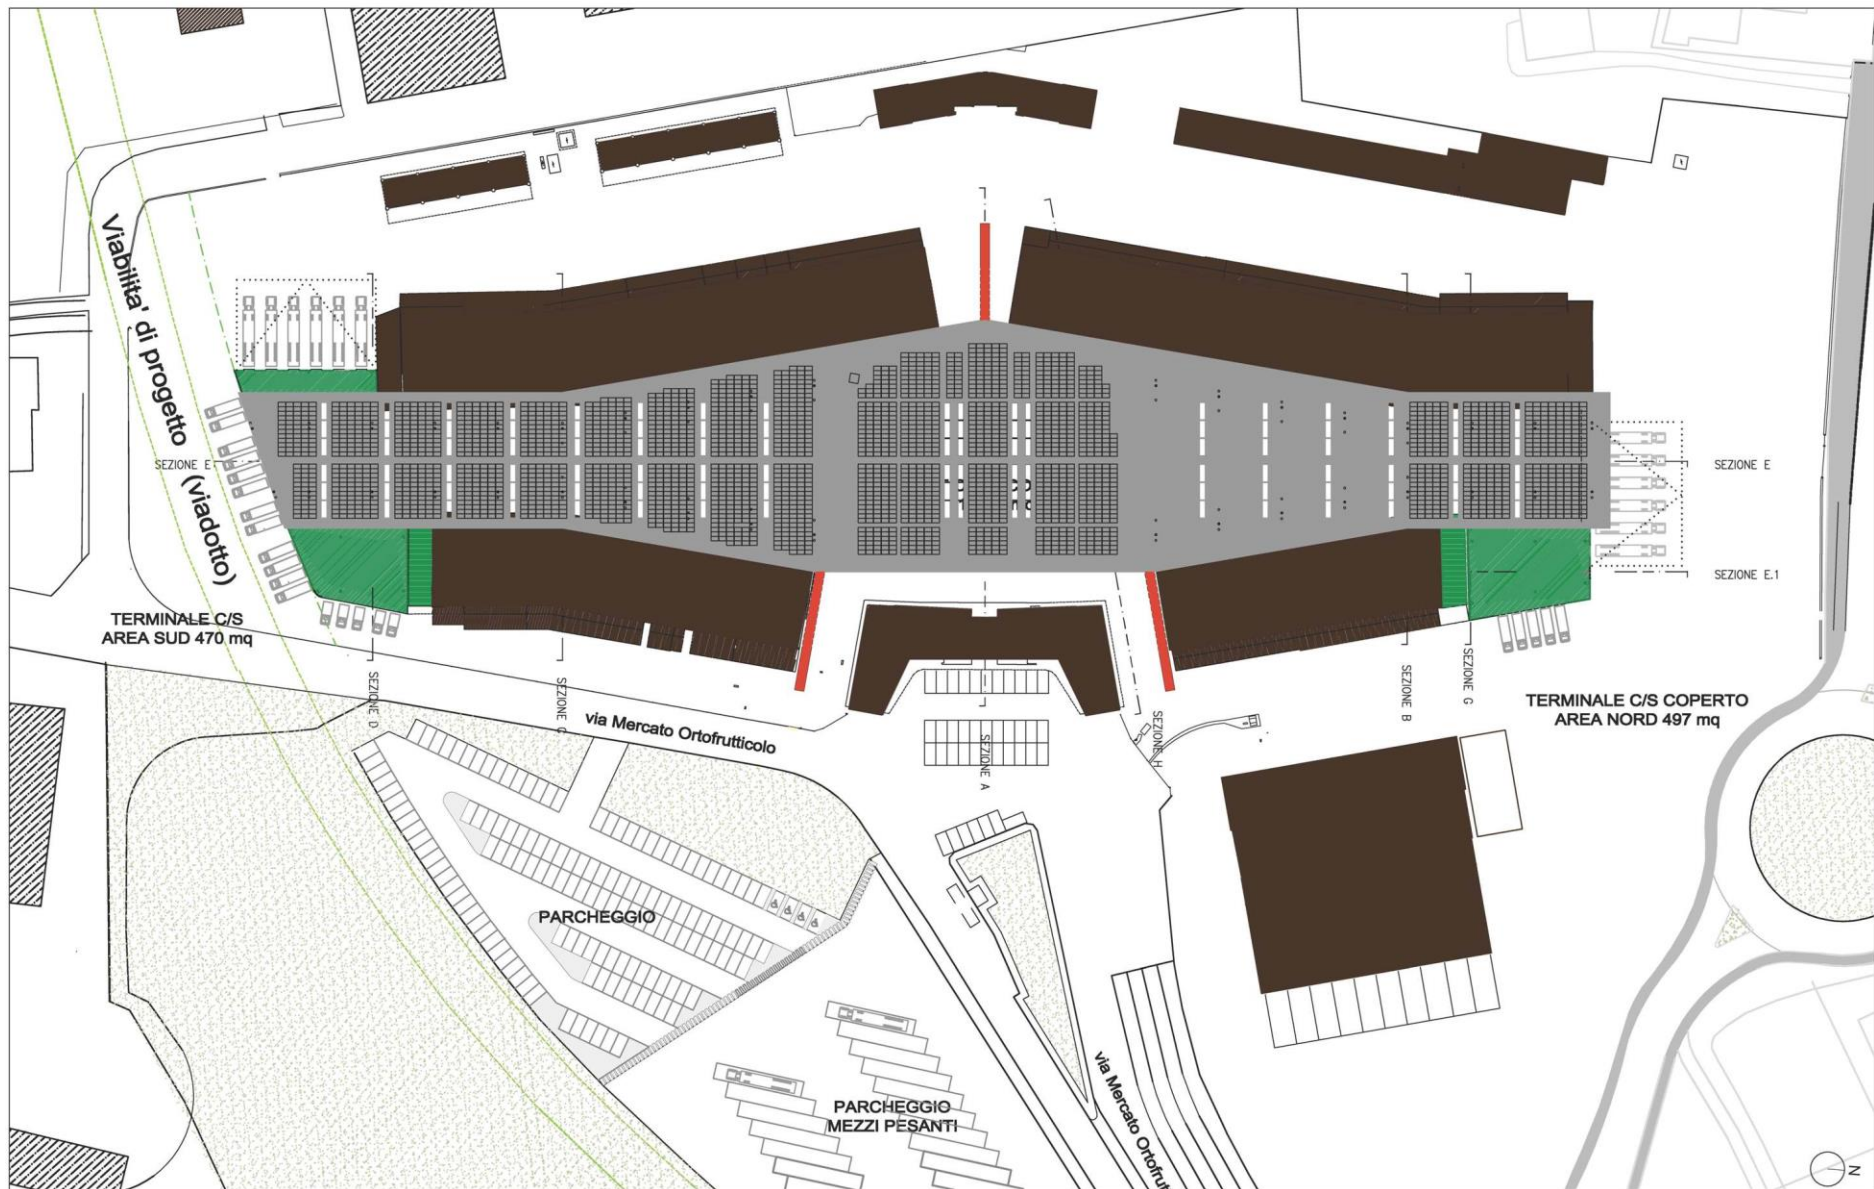 Viabilita' di progetto (viadotto)
SEZIONE E
SEZIONE E
SEZIONE E.1
TERMINALE C/S
AREA SUD 470 mq
SEZIONE D
SEZIONE C
SEZIONE A
SEZIONE H
SEZIONE B
SEZIONE G
TERMINALE C/S COPERTO
AREA NORD 497 mq
via Mercato Ortofrutticolo
PARCHEGGIO
PARCHEGGIO
MEZZI PESANTI
via Mercato Ortofrut
N